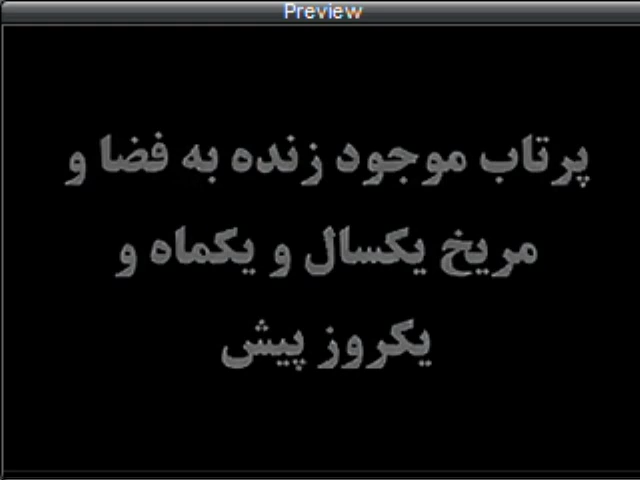 Preview
پرتاب موجود زنده به فضا و
مریخ یکسال و یکماه و
یکروز پیش